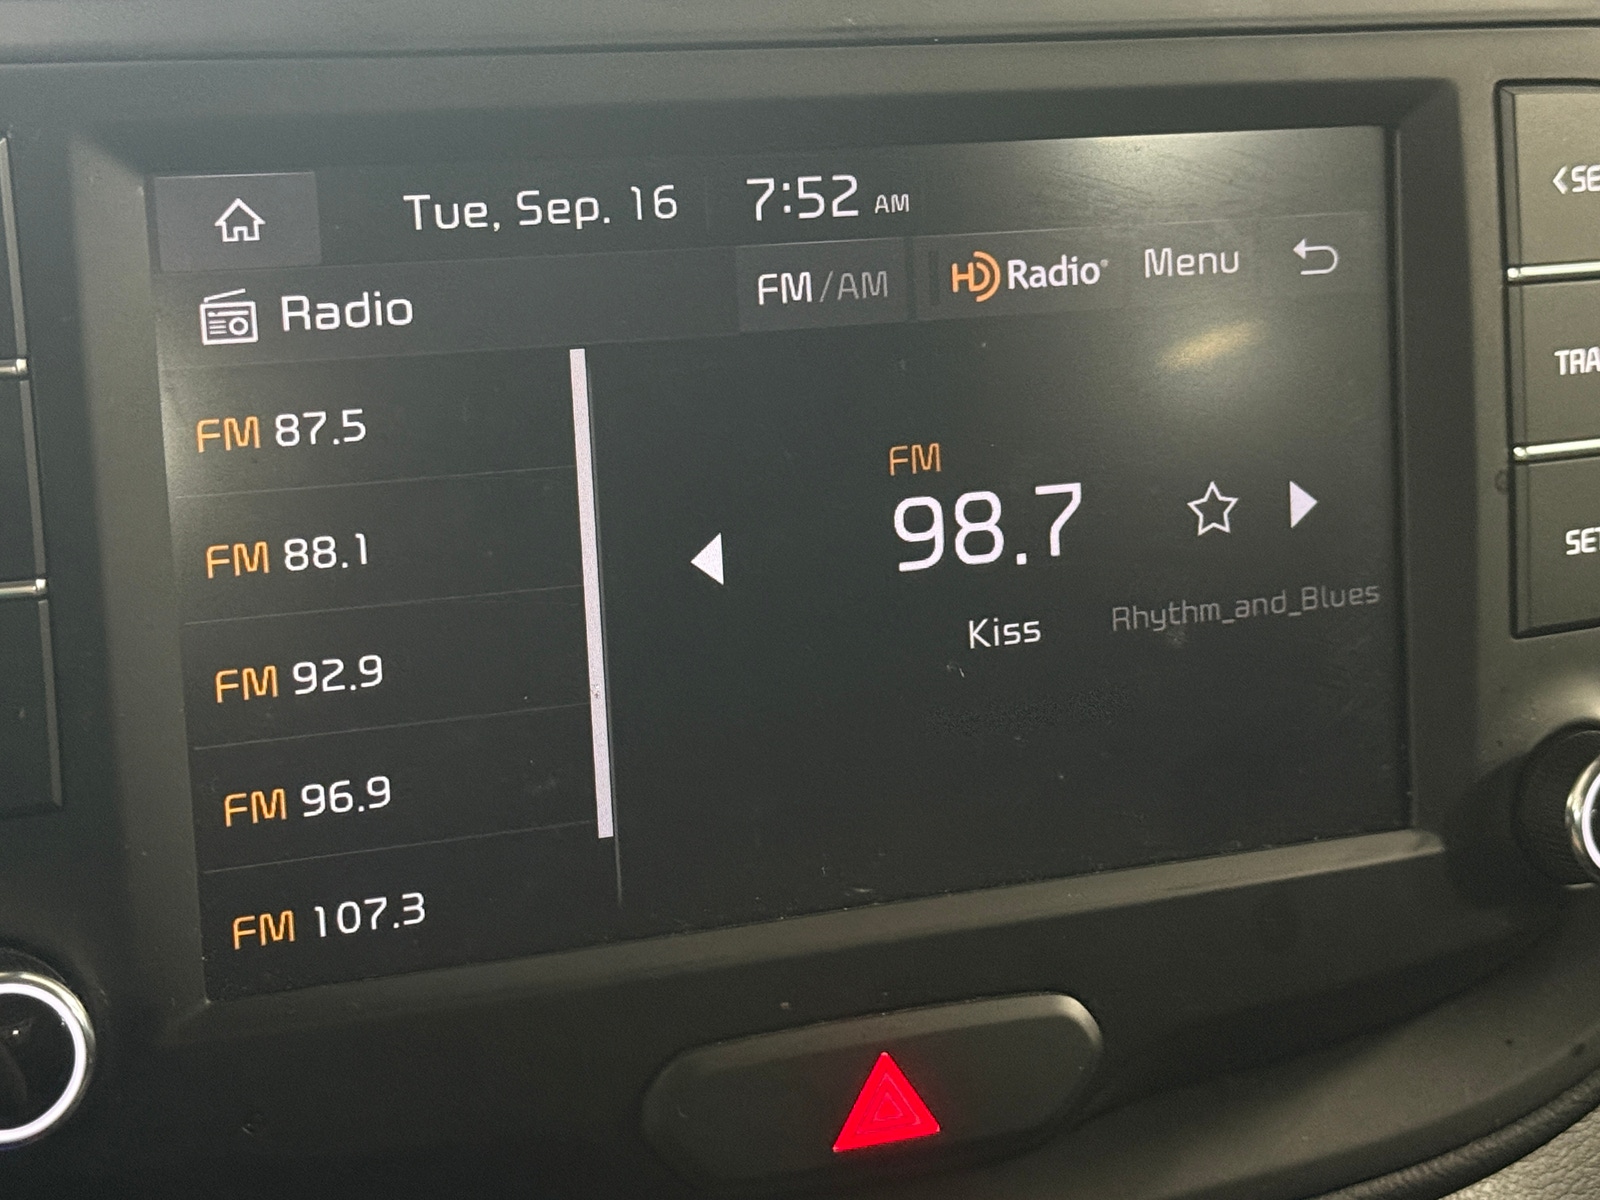 Tue, Sep. 16 7:52 AM
Radio FM/AM HD Radio® Menu
FM 87.5
FM 88.1
FM 92.9
FM 96.9
FM 107.3
FM
98.7
Kiss Rhythm_and_Blues